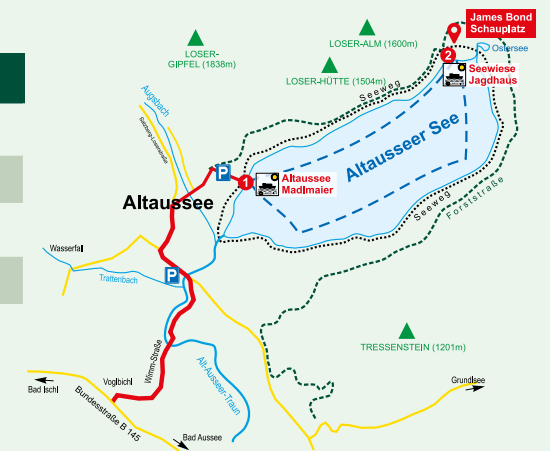 James Bond
Schauplatz
LOSER-
GIPFEL (1838m)
LOSER-ALM (1600m)
LOSER-HÜTTE (1504m)
Ostersee
2
Seewiese
Jagdhaus
Seeweg
Augsbach
Altausseer See
P
1
Altaussee
Madlmaier
Altaussee
Seeweg
Forststraße
Wasserfall
Trattenbach
P
TRESSENSTEIN (1201m)
Wimm-Straße
Alt-Ausseer-Traun
Voglbichl
Bad Ischl
Bundesstraße B 145
Bad Aussee
Grundlsee